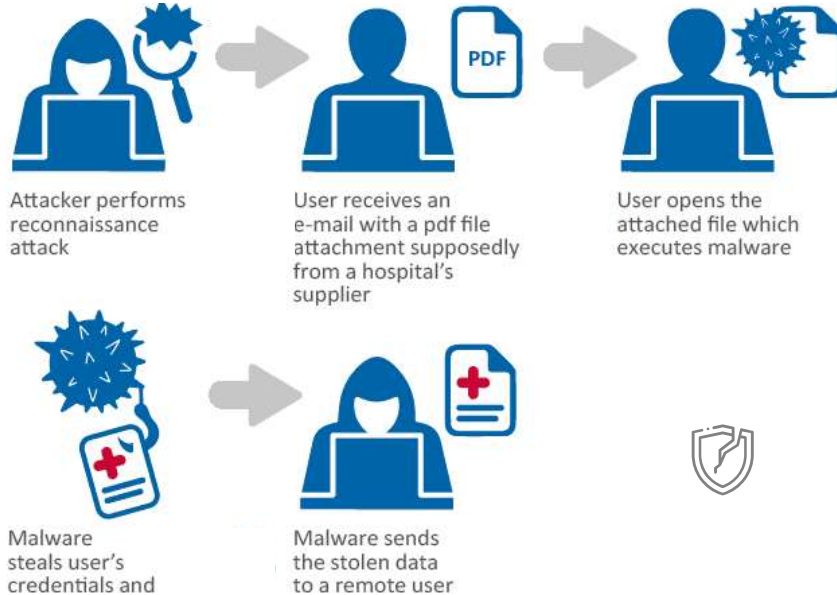 PDF
Attacker performs
reconnaissance
attack
User receives an
e-mail with a pdf file
attachment supposedly
from a hospital's
supplier
User opens the
attached file which
executes malware
Malware
steals user's
credentials and
Malware sends
the stolen data
to a remote user